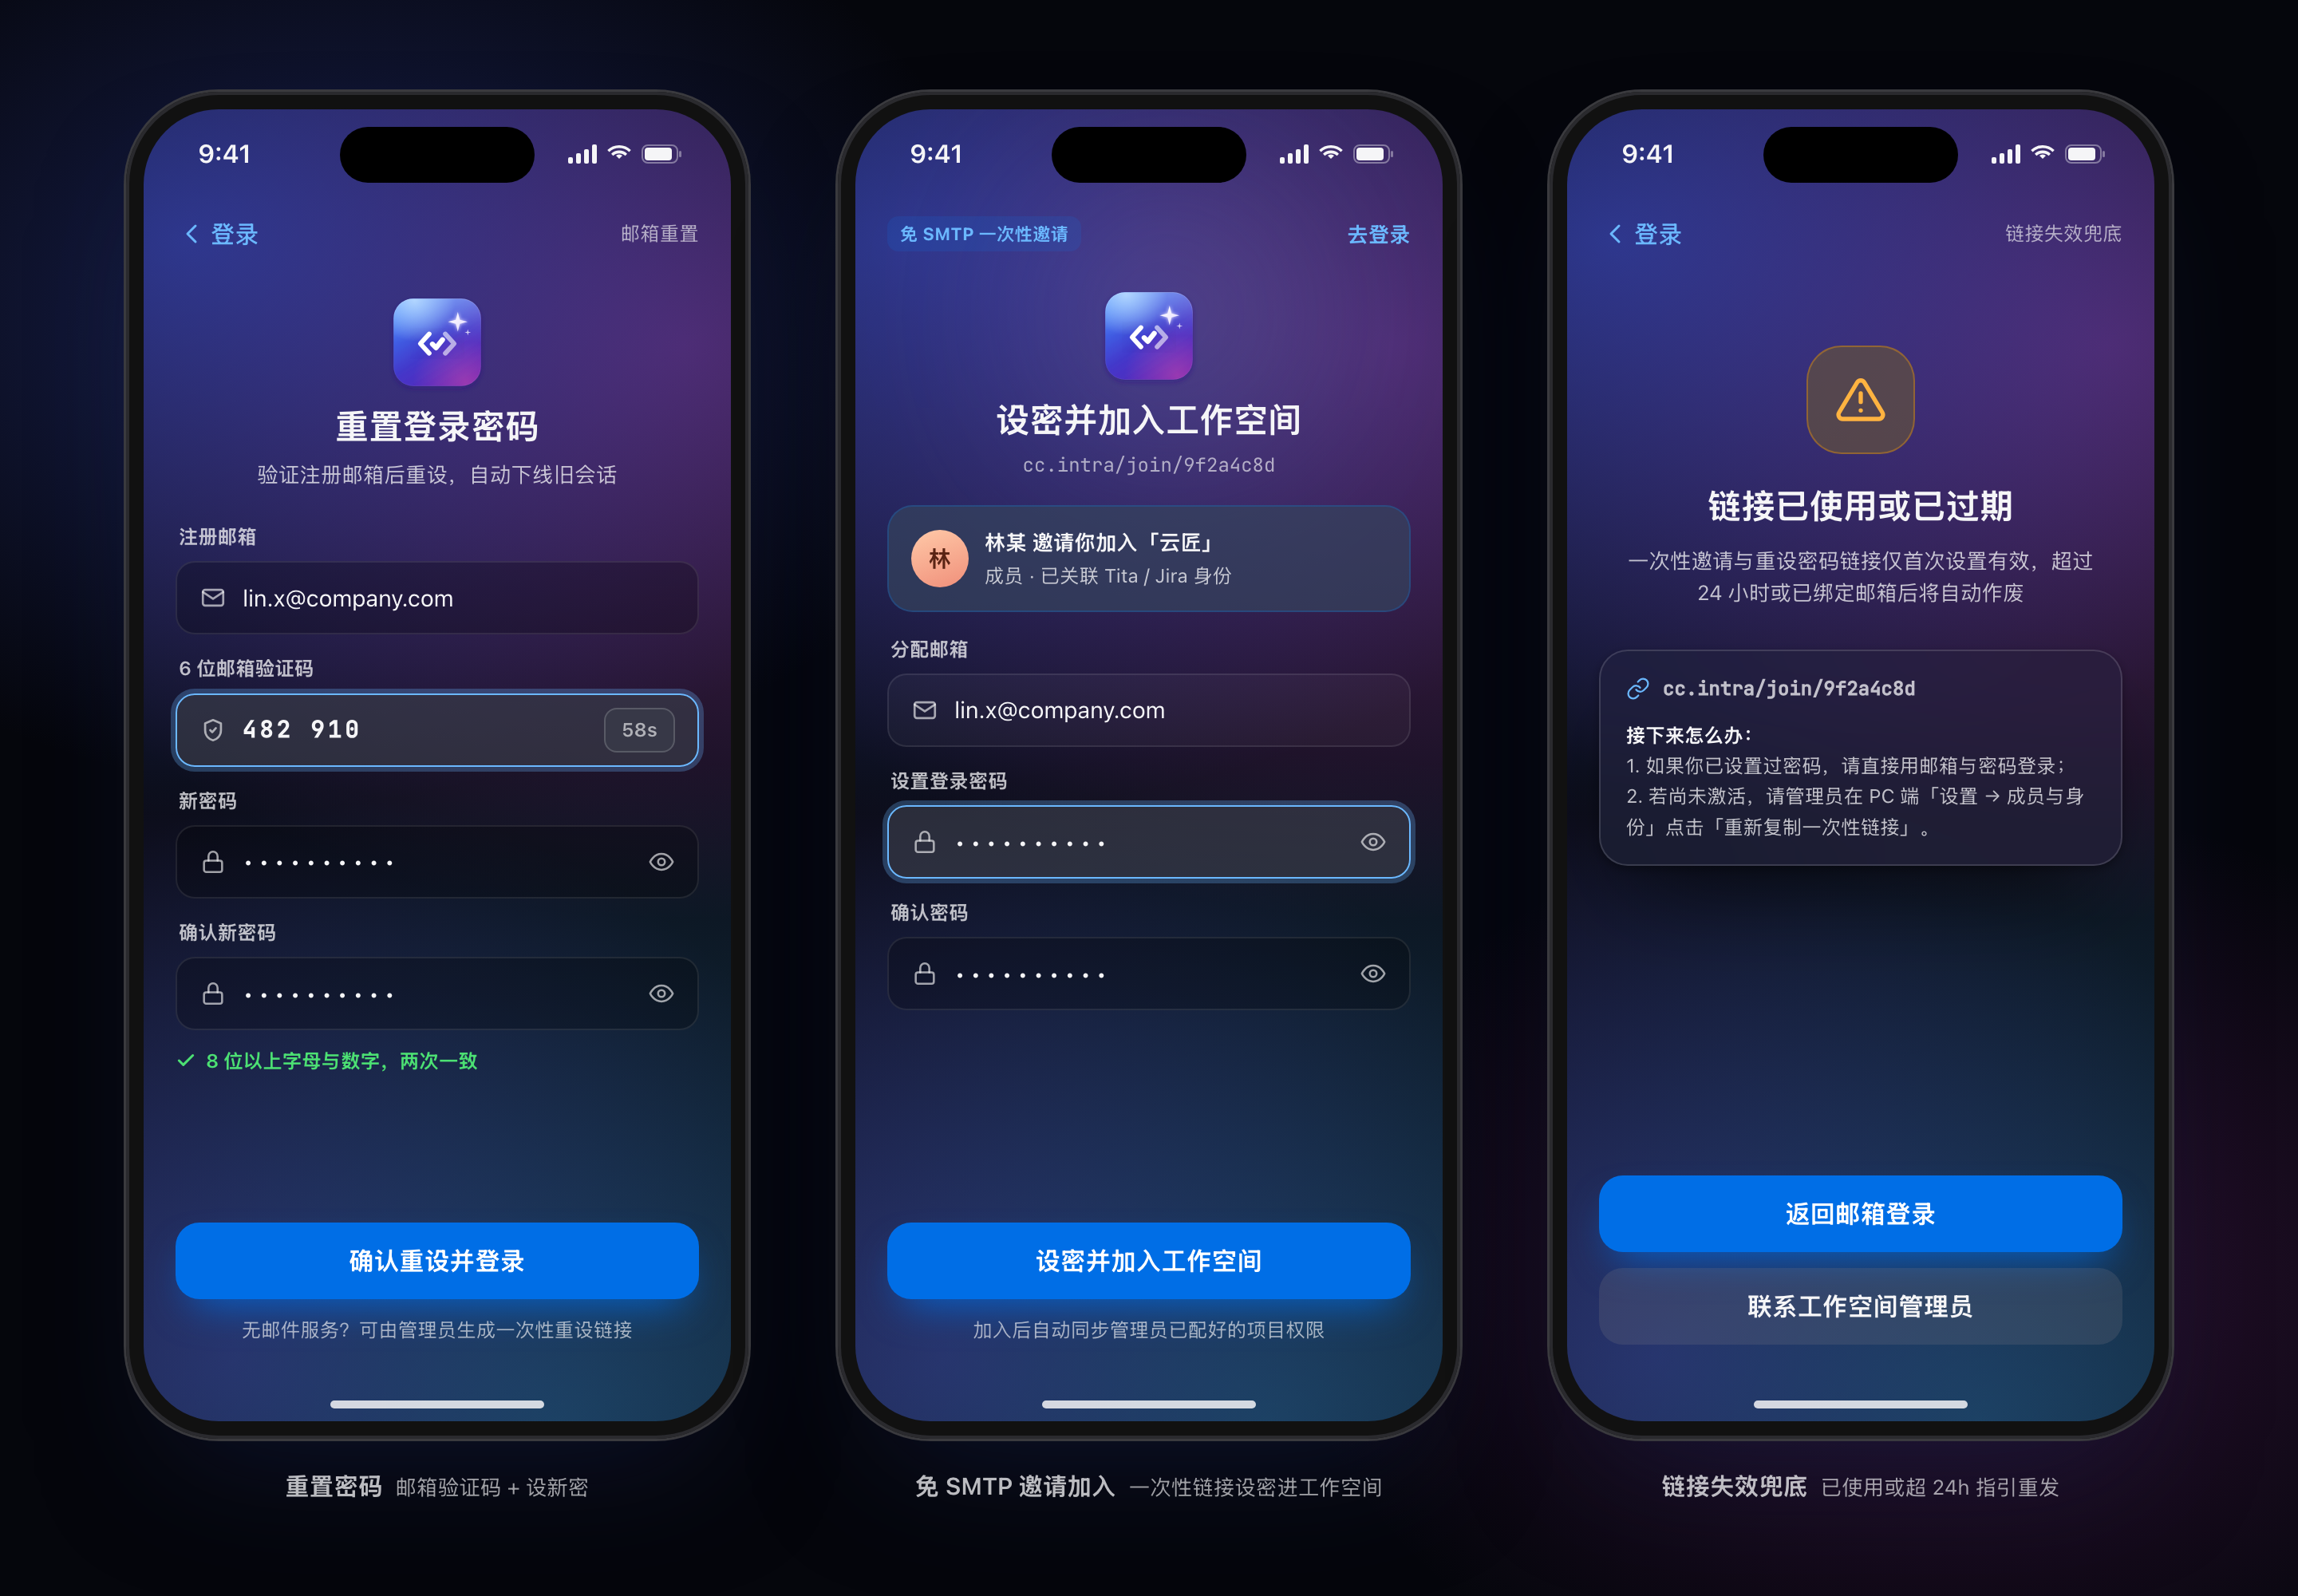 9:41
登录
邮箱重置
重置登录密码
验证注册邮箱后重设，自动下线旧会话
注册邮箱
lin.x@company.com
6 位邮箱验证码
482 910
58s
新密码
••••••••••
确认新密码
••••••••••
8 位以上字母与数字，两次一致
确认重设并登录
无邮件服务？可由管理员生成一次性重设链接
重置密码 邮箱验证码 + 设新密
9:41
免 SMTP 一次性邀请
去登录
设密并加入工作空间
cc.intra/join/9f2a4c8d
林
林某 邀请你加入「云匠」
成员 · 已关联 Tita / Jira 身份
分配邮箱
lin.x@company.com
设置登录密码
••••••••••
确认密码
••••••••••
设密并加入工作空间
加入后自动同步管理员已配好的项目权限
免 SMTP 邀请加入 一次性链接设密进工作空间
9:41
登录
链接失效兜底
链接已使用或已过期
一次性邀请与重设密码链接仅首次设置有效，超过
24 小时或已绑定邮箱后将自动作废
cc.intra/join/9f2a4c8d
接下来怎么办：
1. 如果你已设置过密码，请直接用邮箱与密码登录；
2. 若尚未激活，请管理员在 PC 端「设置 → 成员与身
份」点击「重新复制一次性链接」。
返回邮箱登录
联系工作空间管理员
链接失效兜底 已使用或超 24h 指引重发